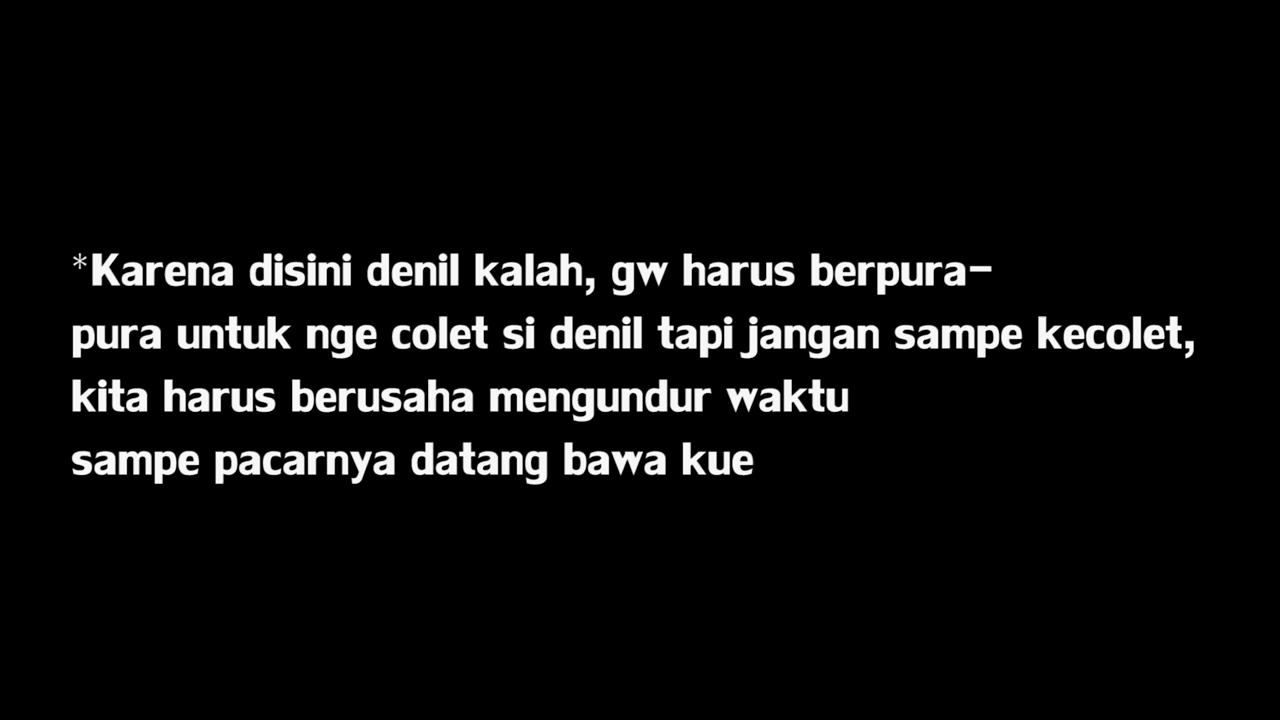 *Karena disini denil kalah, gw harus berpura-
pura untuk nge colet si denil tapi jangan sampe kecolet,
kita harus berusaha mengundur waktu
sampe pacarnya datang bawa kue